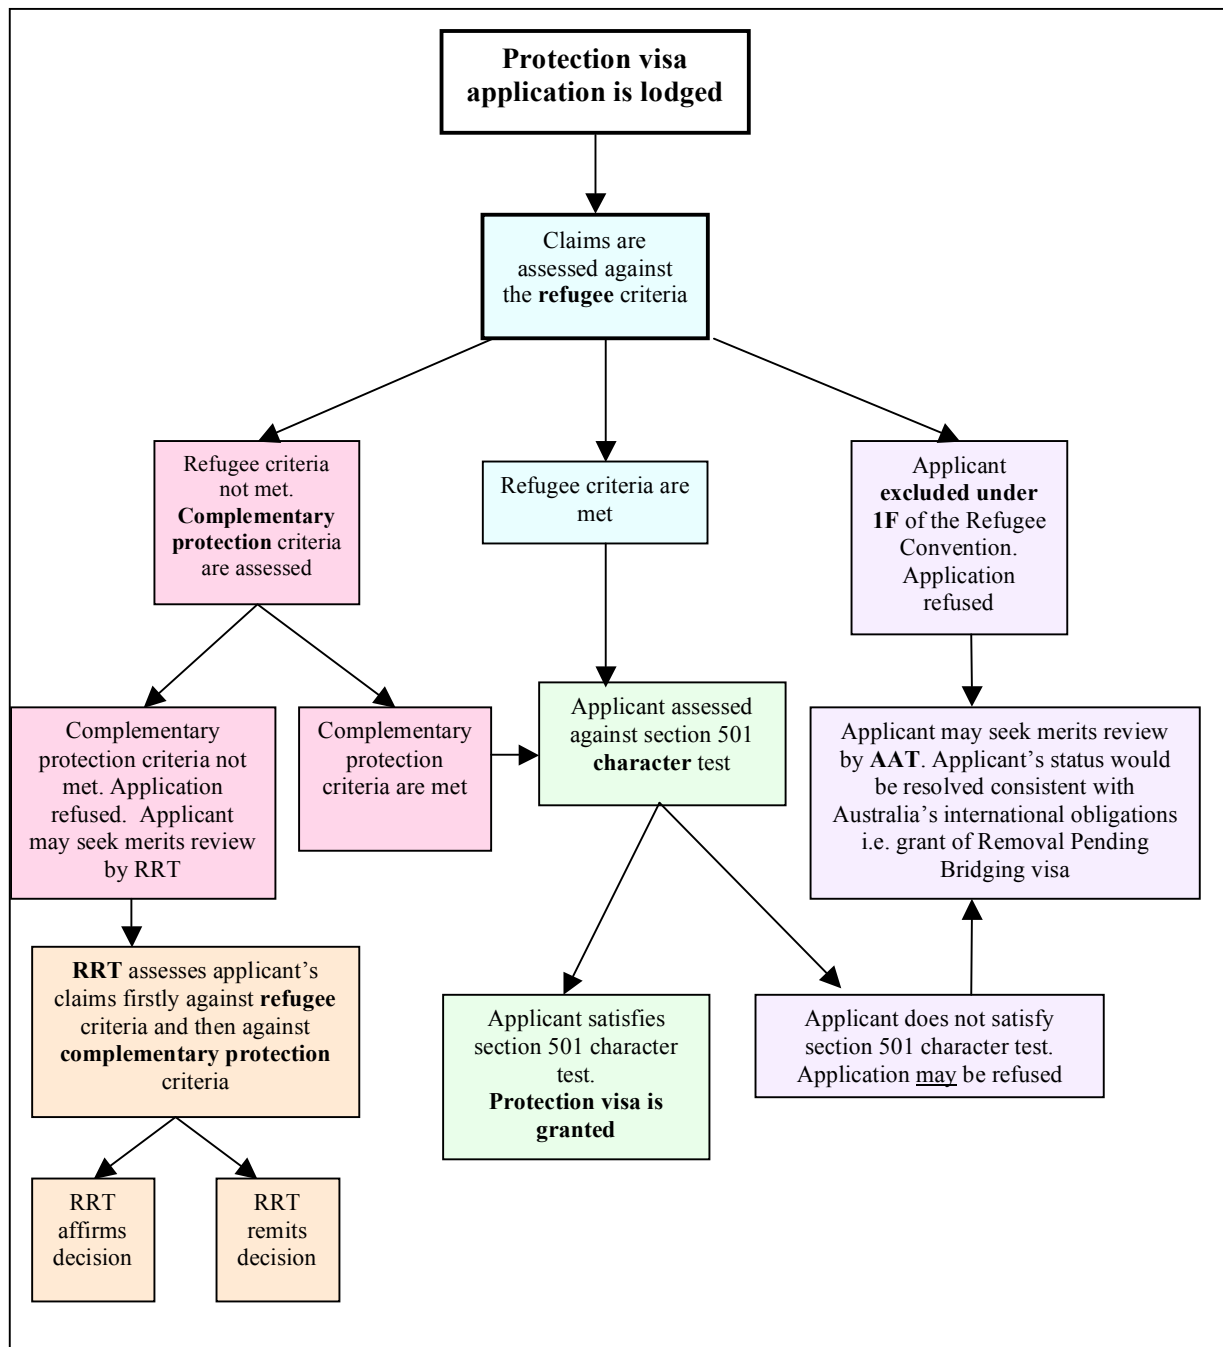 Protection visa
application is lodged
Claims are
assessed against
the refugee criteria
Refugee criteria
not met.
Complementary
protection criteria
are assessed
Refugee criteria are
met
Applicant
excluded under
1F of the Refugee
Convention.
Application
refused
Complementary
protection criteria not
met. Application
refused. Applicant
may seek merits review
by RRT
Complementary
protection
criteria are met
Applicant assessed
against section 501
character test
Applicant may seek merits review
by AAT. Applicant’s status would
be resolved consistent with
Australia’s international obligations
i.e. grant of Removal Pending
Bridging visa
RRT assesses applicant’s
claims firstly against refugee
criteria and then against
complementary protection
criteria
Applicant satisfies
section 501 character
test.
Protection visa is
granted
Applicant does not satisfy
section 501 character test.
Application may be refused
RRT
affirms
decision
RRT
remits
decision